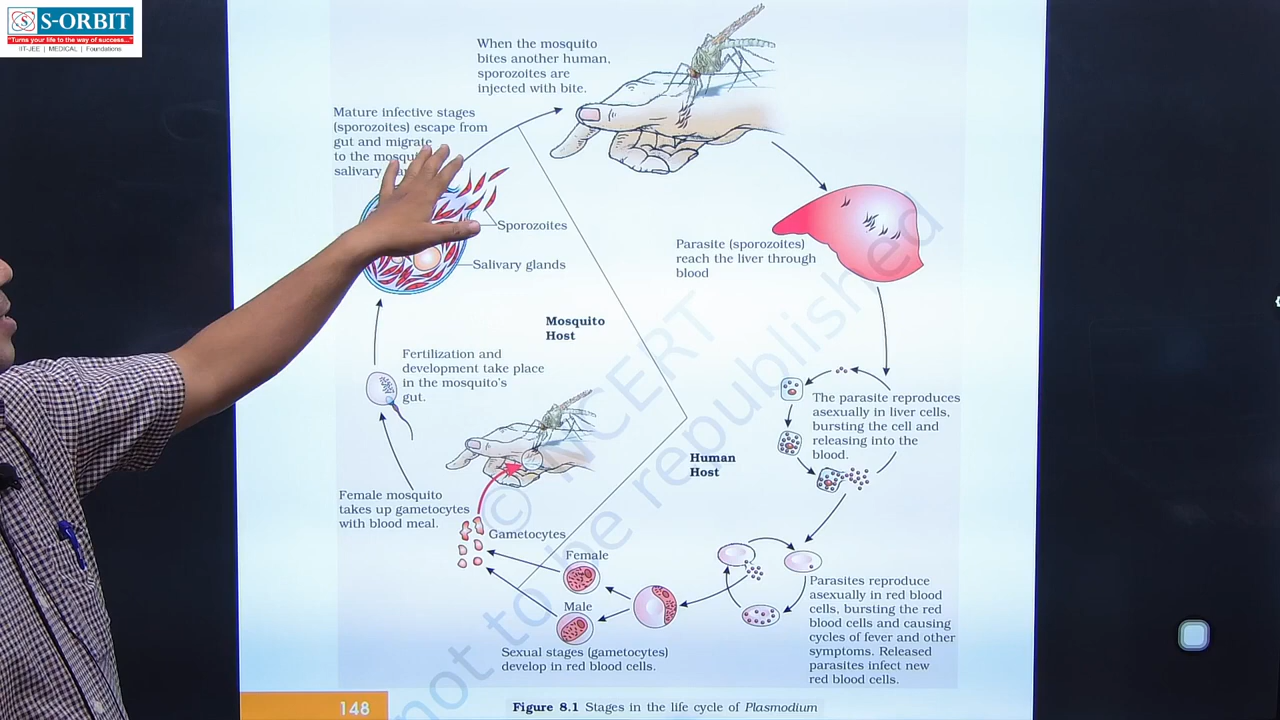 S-ORBIT
"Turns your life to the way of success..."
IIT-JEE | MEDICAL | Foundations
When the mosquito
bites another human,
sporozoites are
injected with bite.
Mature infective stages
(sporozoites) escape from
gut and migrate
to the
salivary
Sporozoites
Salivary glands
Parasite (sporozoites)
reach the liver through
blood
Mosquito
Host
Fertilization and
development take place
in the mosquito's
gut.
The parasite reproduces
asexually in liver cells,
bursting the cell and
releasing into the
blood.
Human
Host
Female mosquito
takes up gametocytes
with blood meal.
Gametocytes
Female
Male
Sexual stages (gametocytes)
develop in red blood cells.
Parasites reproduce
asexually in red blood
cells, bursting the red
blood cells and causing
cycles of fever and other
symptoms. Released
parasites infect new
red blood cells.
© NCERT
not to be republished
148
Figure 8.1 Stages in the life cycle of Plasmodium